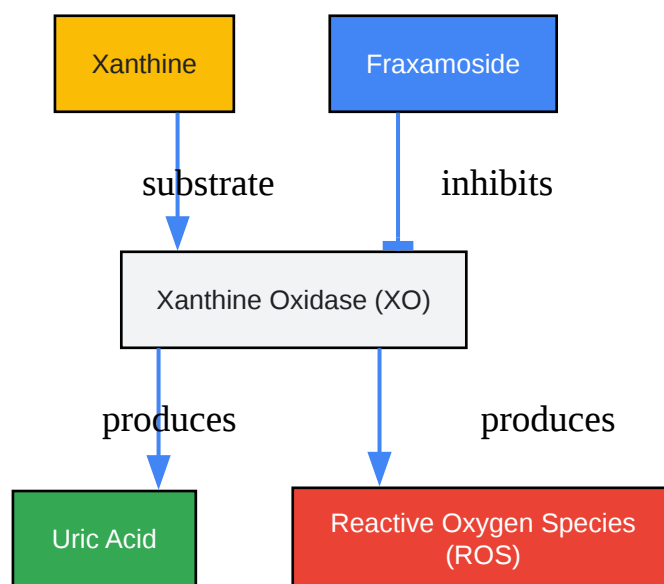 Xanthine
Fraxamoside
substrate
inhibits
Xanthine Oxidase (XO)
produces
produces
Uric Acid
Reactive Oxygen Species
(ROS)